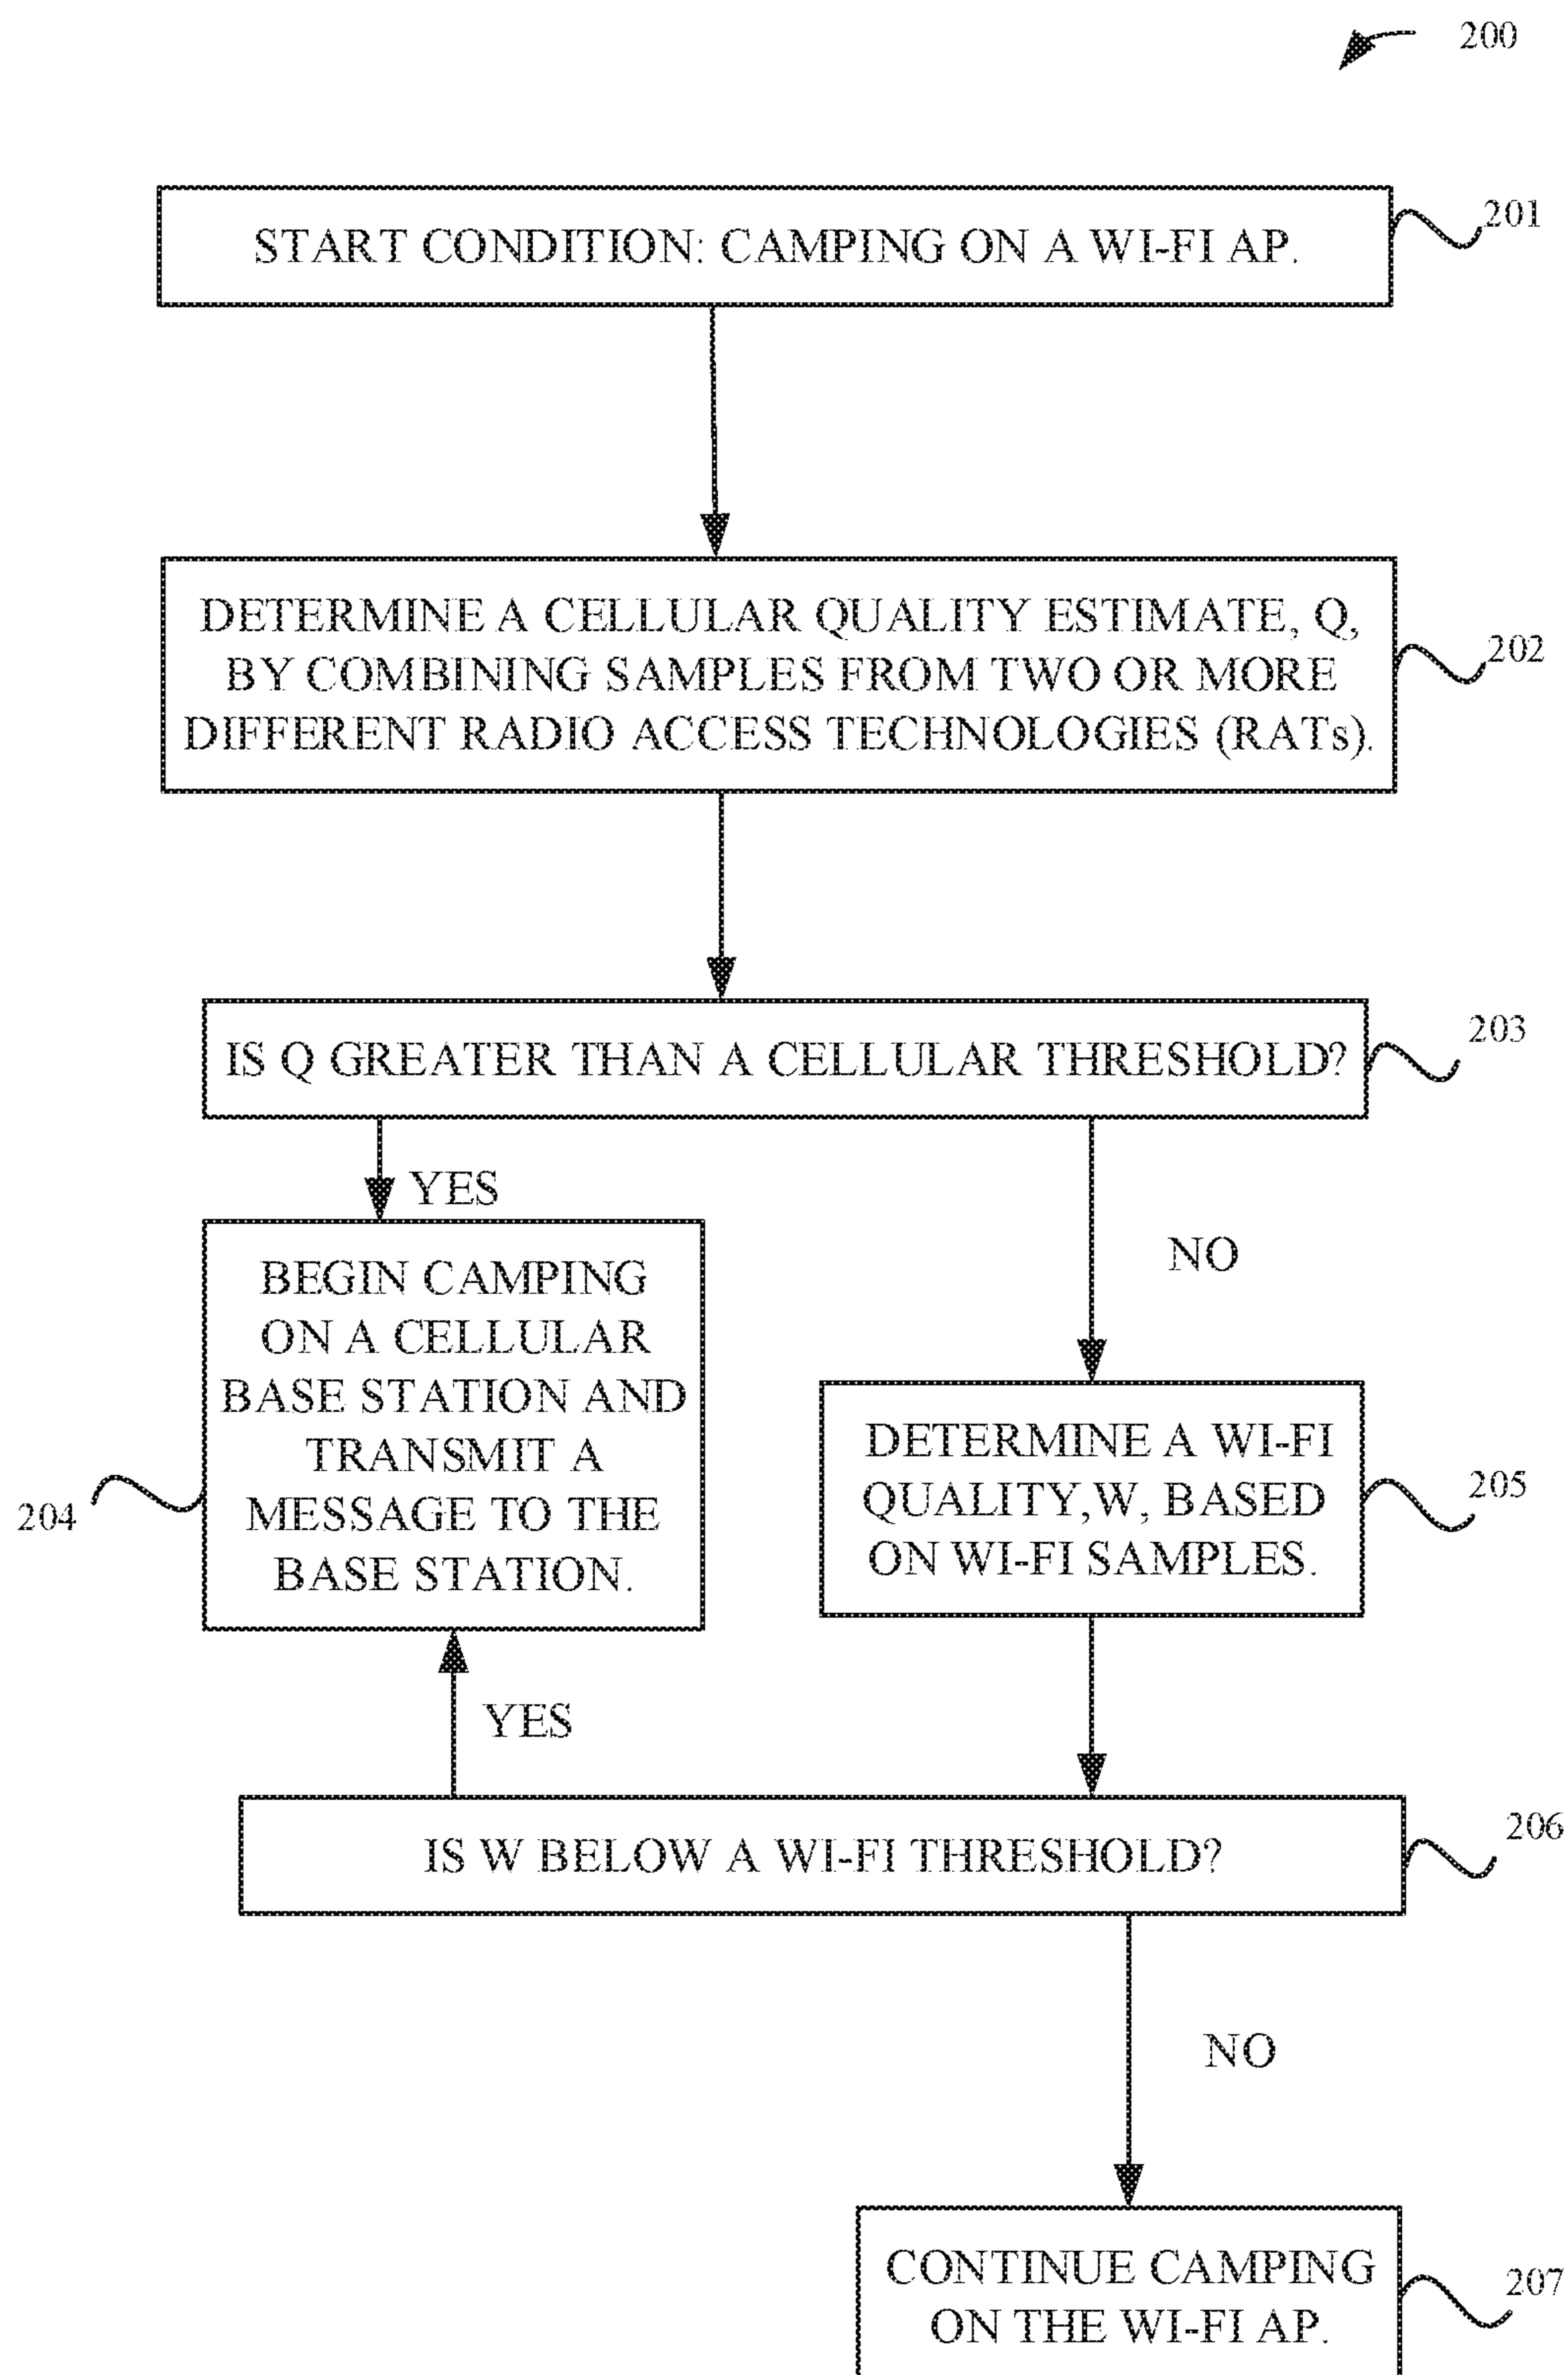 200
START CONDITION: CAMPING ON A WI-FI AP.
201
DETERMINE A CELLULAR QUALITY ESTIMATE, Q,
BY COMBINING SAMPLES FROM TWO OR MORE
DIFFERENT RADIO ACCESS TECHNOLOGIES (RATs).
202
IS Q GREATER THAN A CELLULAR THRESHOLD?
203
YES
NO
BEGIN CAMPING
ON A CELLULAR
BASE STATION AND
TRANSMIT A
MESSAGE TO THE
BASE STATION.
204
DETERMINE A WI-FI
QUALITY,W, BASED
ON WI-FI SAMPLES.
205
YES
IS W BELOW A WI-FI THRESHOLD?
206
NO
CONTINUE CAMPING
ON THE WI-FI AP.
207